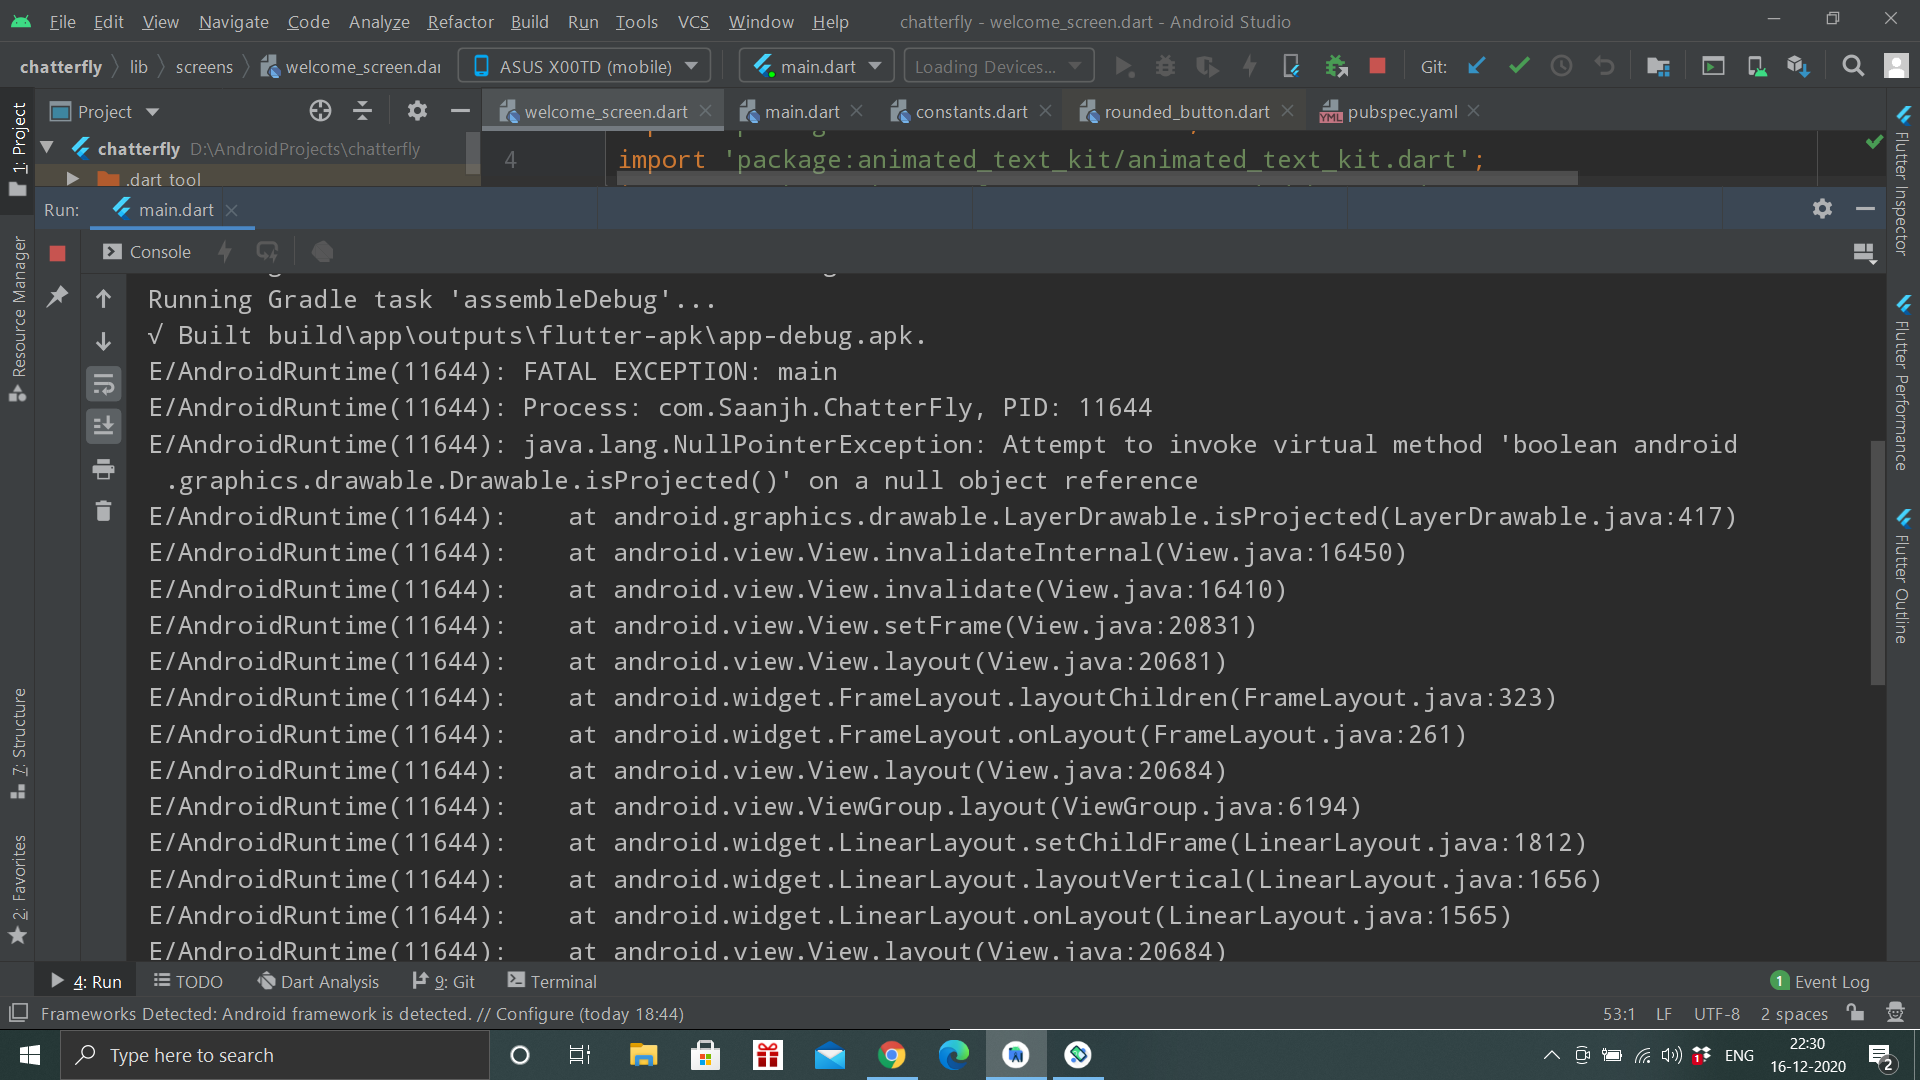 File Edit View Navigate Code Analyze Refactor Build Run Tools VCS Window Help chatterfly - welcome_screen.dart - Android Studio
chatterfly lib screens welcome_screen.dar ASUS X00TD (mobile) main.dart Loading Devices... Git:
1: Project
Project
welcome_screen.dart main.dart constants.dart rounded_button.dart pubspec.yaml
chatterfly D:\AndroidProjects\chatterfly
.dart_tool
4 import 'package:animated_text_kit/animated_text_kit.dart';
Run: main.dart
Console
Running Gradle task 'assembleDebug'...
√ Built build\app\outputs\flutter-apk\app-debug.apk.
E/AndroidRuntime(11644): FATAL EXCEPTION: main
E/AndroidRuntime(11644): Process: com.Saanjh.ChatterFly, PID: 11644
E/AndroidRuntime(11644): java.lang.NullPointerException: Attempt to invoke virtual method 'boolean android
.graphics.drawable.Drawable.isProjected()' on a null object reference
E/AndroidRuntime(11644): at android.graphics.drawable.LayerDrawable.isProjected(LayerDrawable.java:417)
E/AndroidRuntime(11644): at android.view.View.invalidateInternal(View.java:16450)
E/AndroidRuntime(11644): at android.view.View.invalidate(View.java:16410)
E/AndroidRuntime(11644): at android.view.View.setFrame(View.java:20831)
E/AndroidRuntime(11644): at android.view.View.layout(View.java:20681)
E/AndroidRuntime(11644): at android.widget.FrameLayout.layoutChildren(FrameLayout.java:323)
E/AndroidRuntime(11644): at android.widget.FrameLayout.onLayout(FrameLayout.java:261)
E/AndroidRuntime(11644): at android.view.View.layout(View.java:20684)
E/AndroidRuntime(11644): at android.view.ViewGroup.layout(ViewGroup.java:6194)
E/AndroidRuntime(11644): at android.widget.LinearLayout.setChildFrame(LinearLayout.java:1812)
E/AndroidRuntime(11644): at android.widget.LinearLayout.layoutVertical(LinearLayout.java:1656)
E/AndroidRuntime(11644): at android.widget.LinearLayout.onLayout(LinearLayout.java:1565)
E/AndroidRuntime(11644): at android.view.View.layout(View.java:20684)
Resource Manager
7: Structure
2: Favorites
Flutter Inspector
Flutter Performance
Flutter Outline
4: Run TODO Dart Analysis 9: Git Terminal 1 Event Log
Frameworks Detected: Android framework is detected. // Configure (today 18:44) 53:1 LF UTF-8 2 spaces
Type here to search
1 ENG
22:30
16-12-2020
2